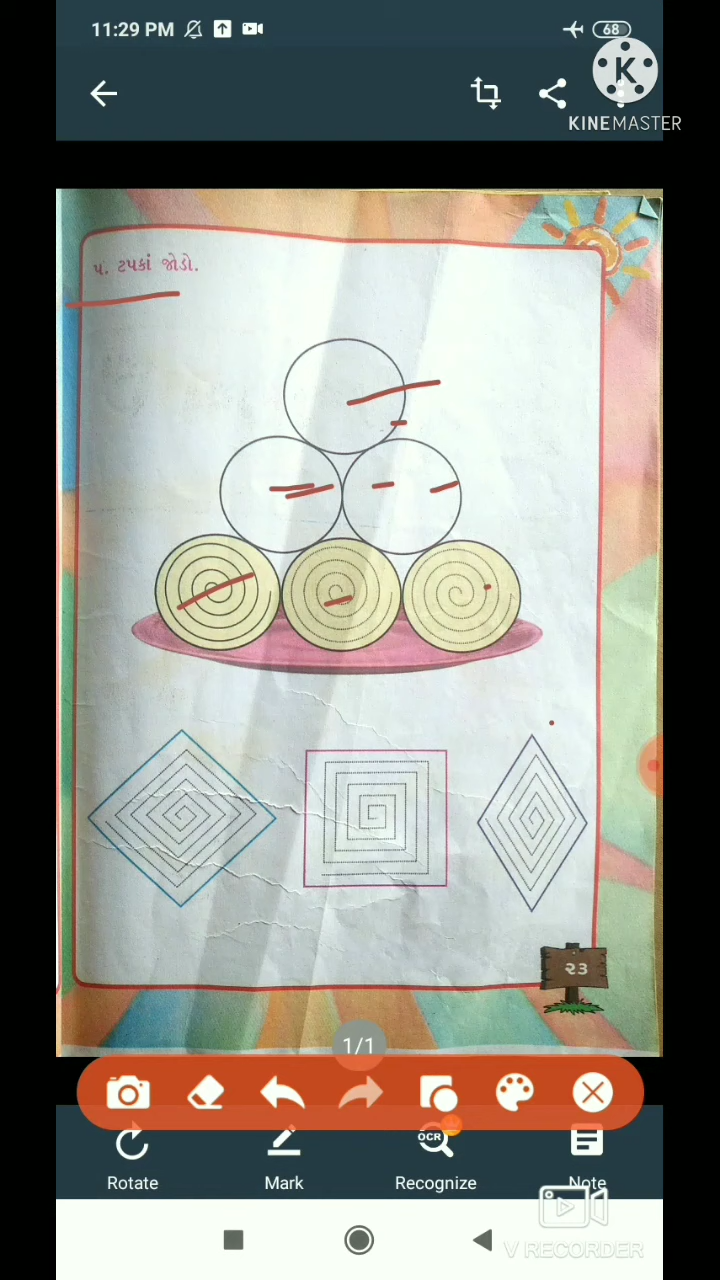 11:29 PM
68
K
KINEMASTER
૫. ટપકાં જોડો.
૨૩
1/1
OCR
Rotate
Mark
Recognize
Note
V RECORDER